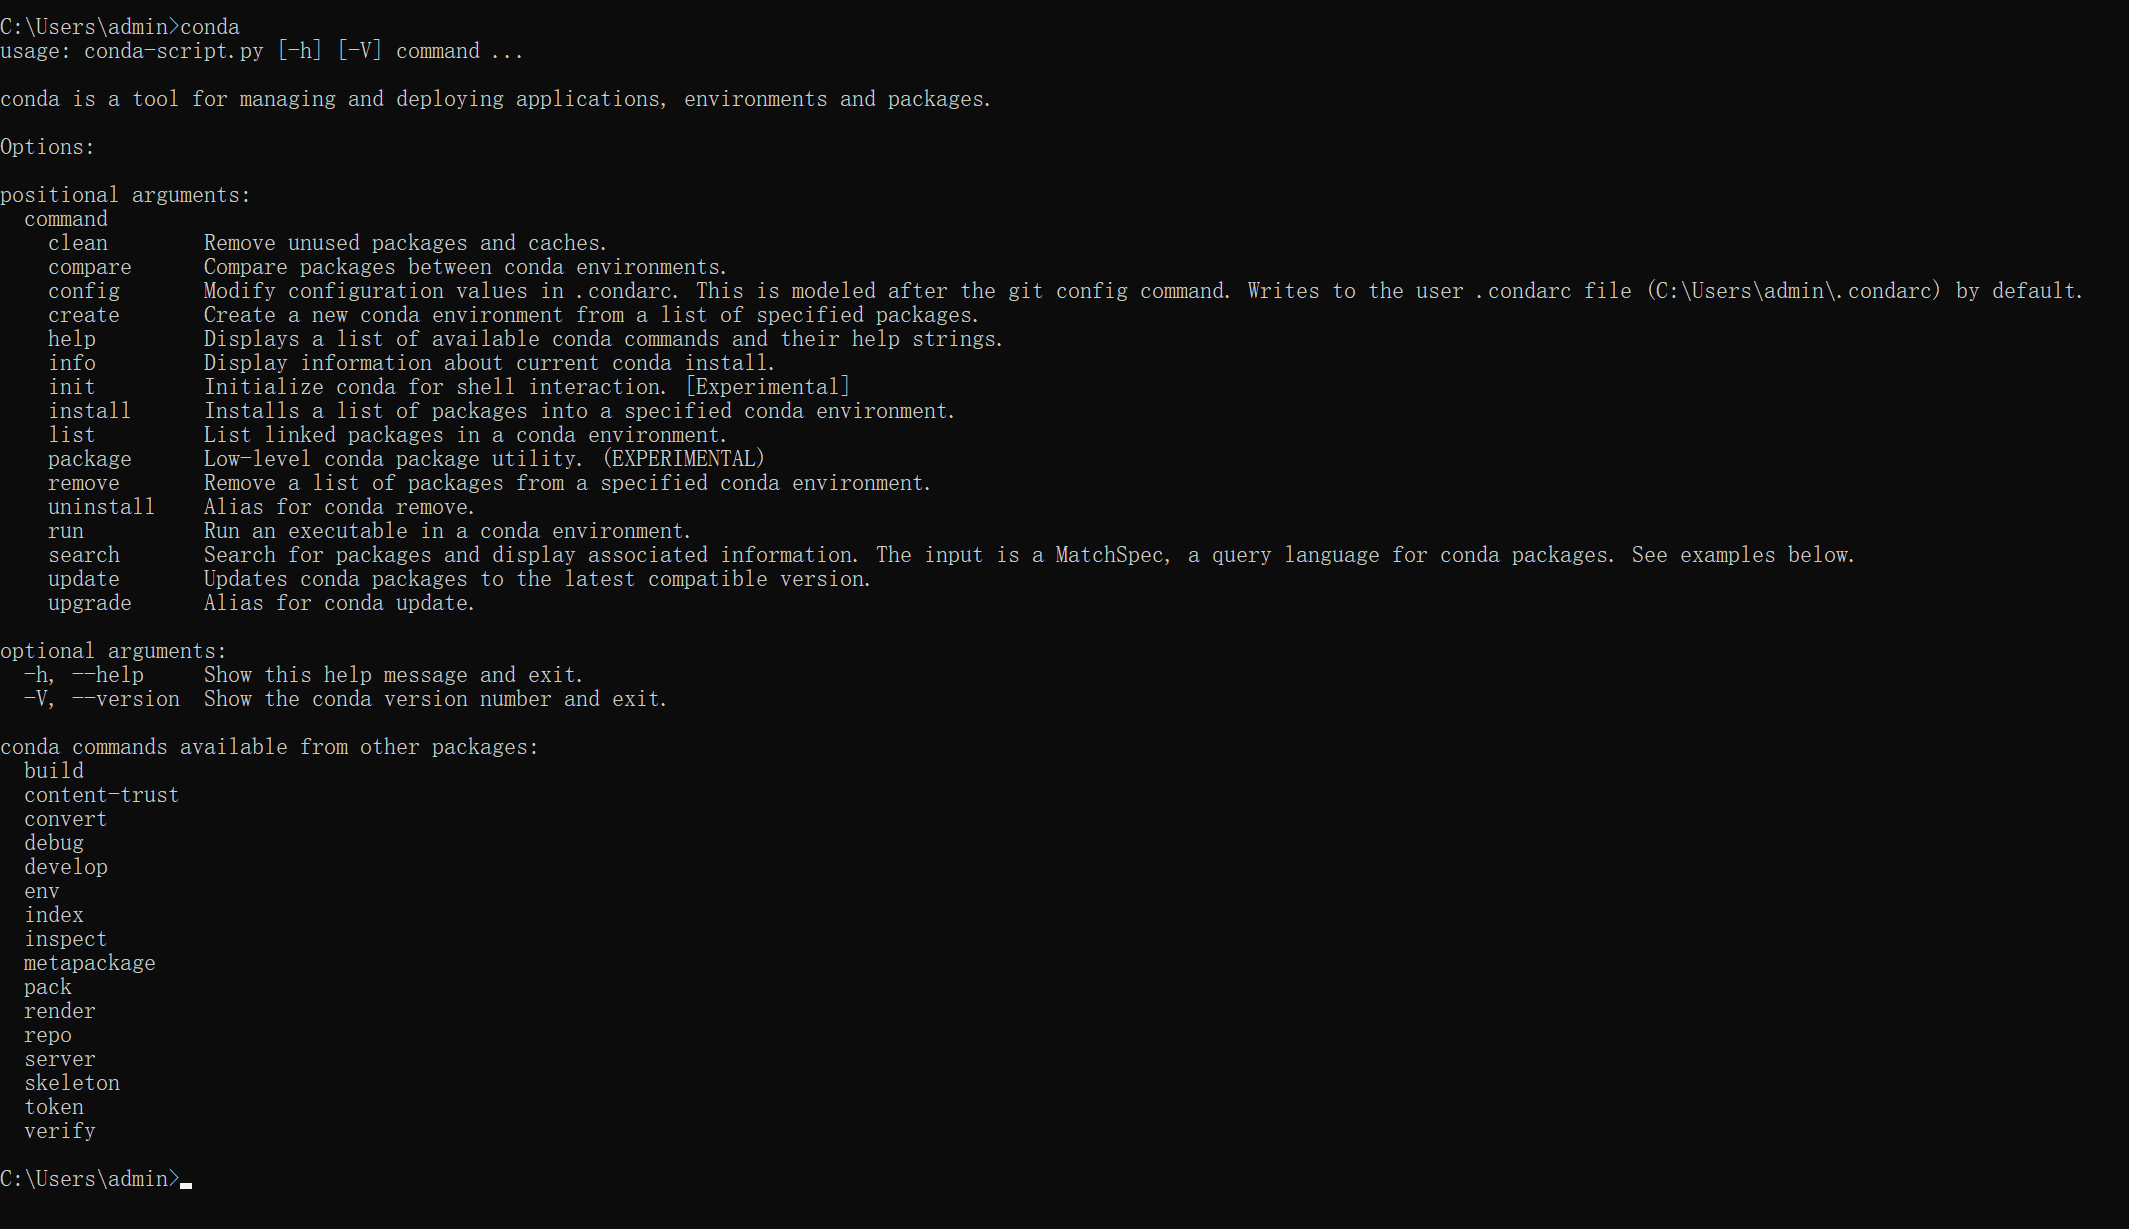 C:\Users\admin>conda
usage: conda-script.py [-h] [-V] command ...
conda is a tool for managing and deploying applications, environments and packages.
Options:
positional arguments:
command
clean Remove unused packages and caches.
compare Compare packages between conda environments.
config Modify configuration values in .condarc. This is modeled after the git config command. Writes to the user .condarc file (C:\Users\admin\.condarc) by default.
create Create a new conda environment from a list of specified packages.
help Displays a list of available conda commands and their help strings.
info Display information about current conda install.
init Initialize conda for shell interaction. [Experimental]
install Installs a list of packages into a specified conda environment.
list List linked packages in a conda environment.
package Low-level conda package utility. (EXPERIMENTAL)
remove Remove a list of packages from a specified conda environment.
uninstall Alias for conda remove.
run Run an executable in a conda environment.
search Search for packages and display associated information. The input is a MatchSpec, a query language for conda packages. See examples below.
update Updates conda packages to the latest compatible version.
upgrade Alias for conda update.
optional arguments:
-h, --help Show this help message and exit.
-V, --version Show the conda version number and exit.
conda commands available from other packages:
build
content-trust
convert
debug
develop
env
index
inspect
metapackage
pack
render
repo
server
skeleton
token
verify
C:\Users\admin>